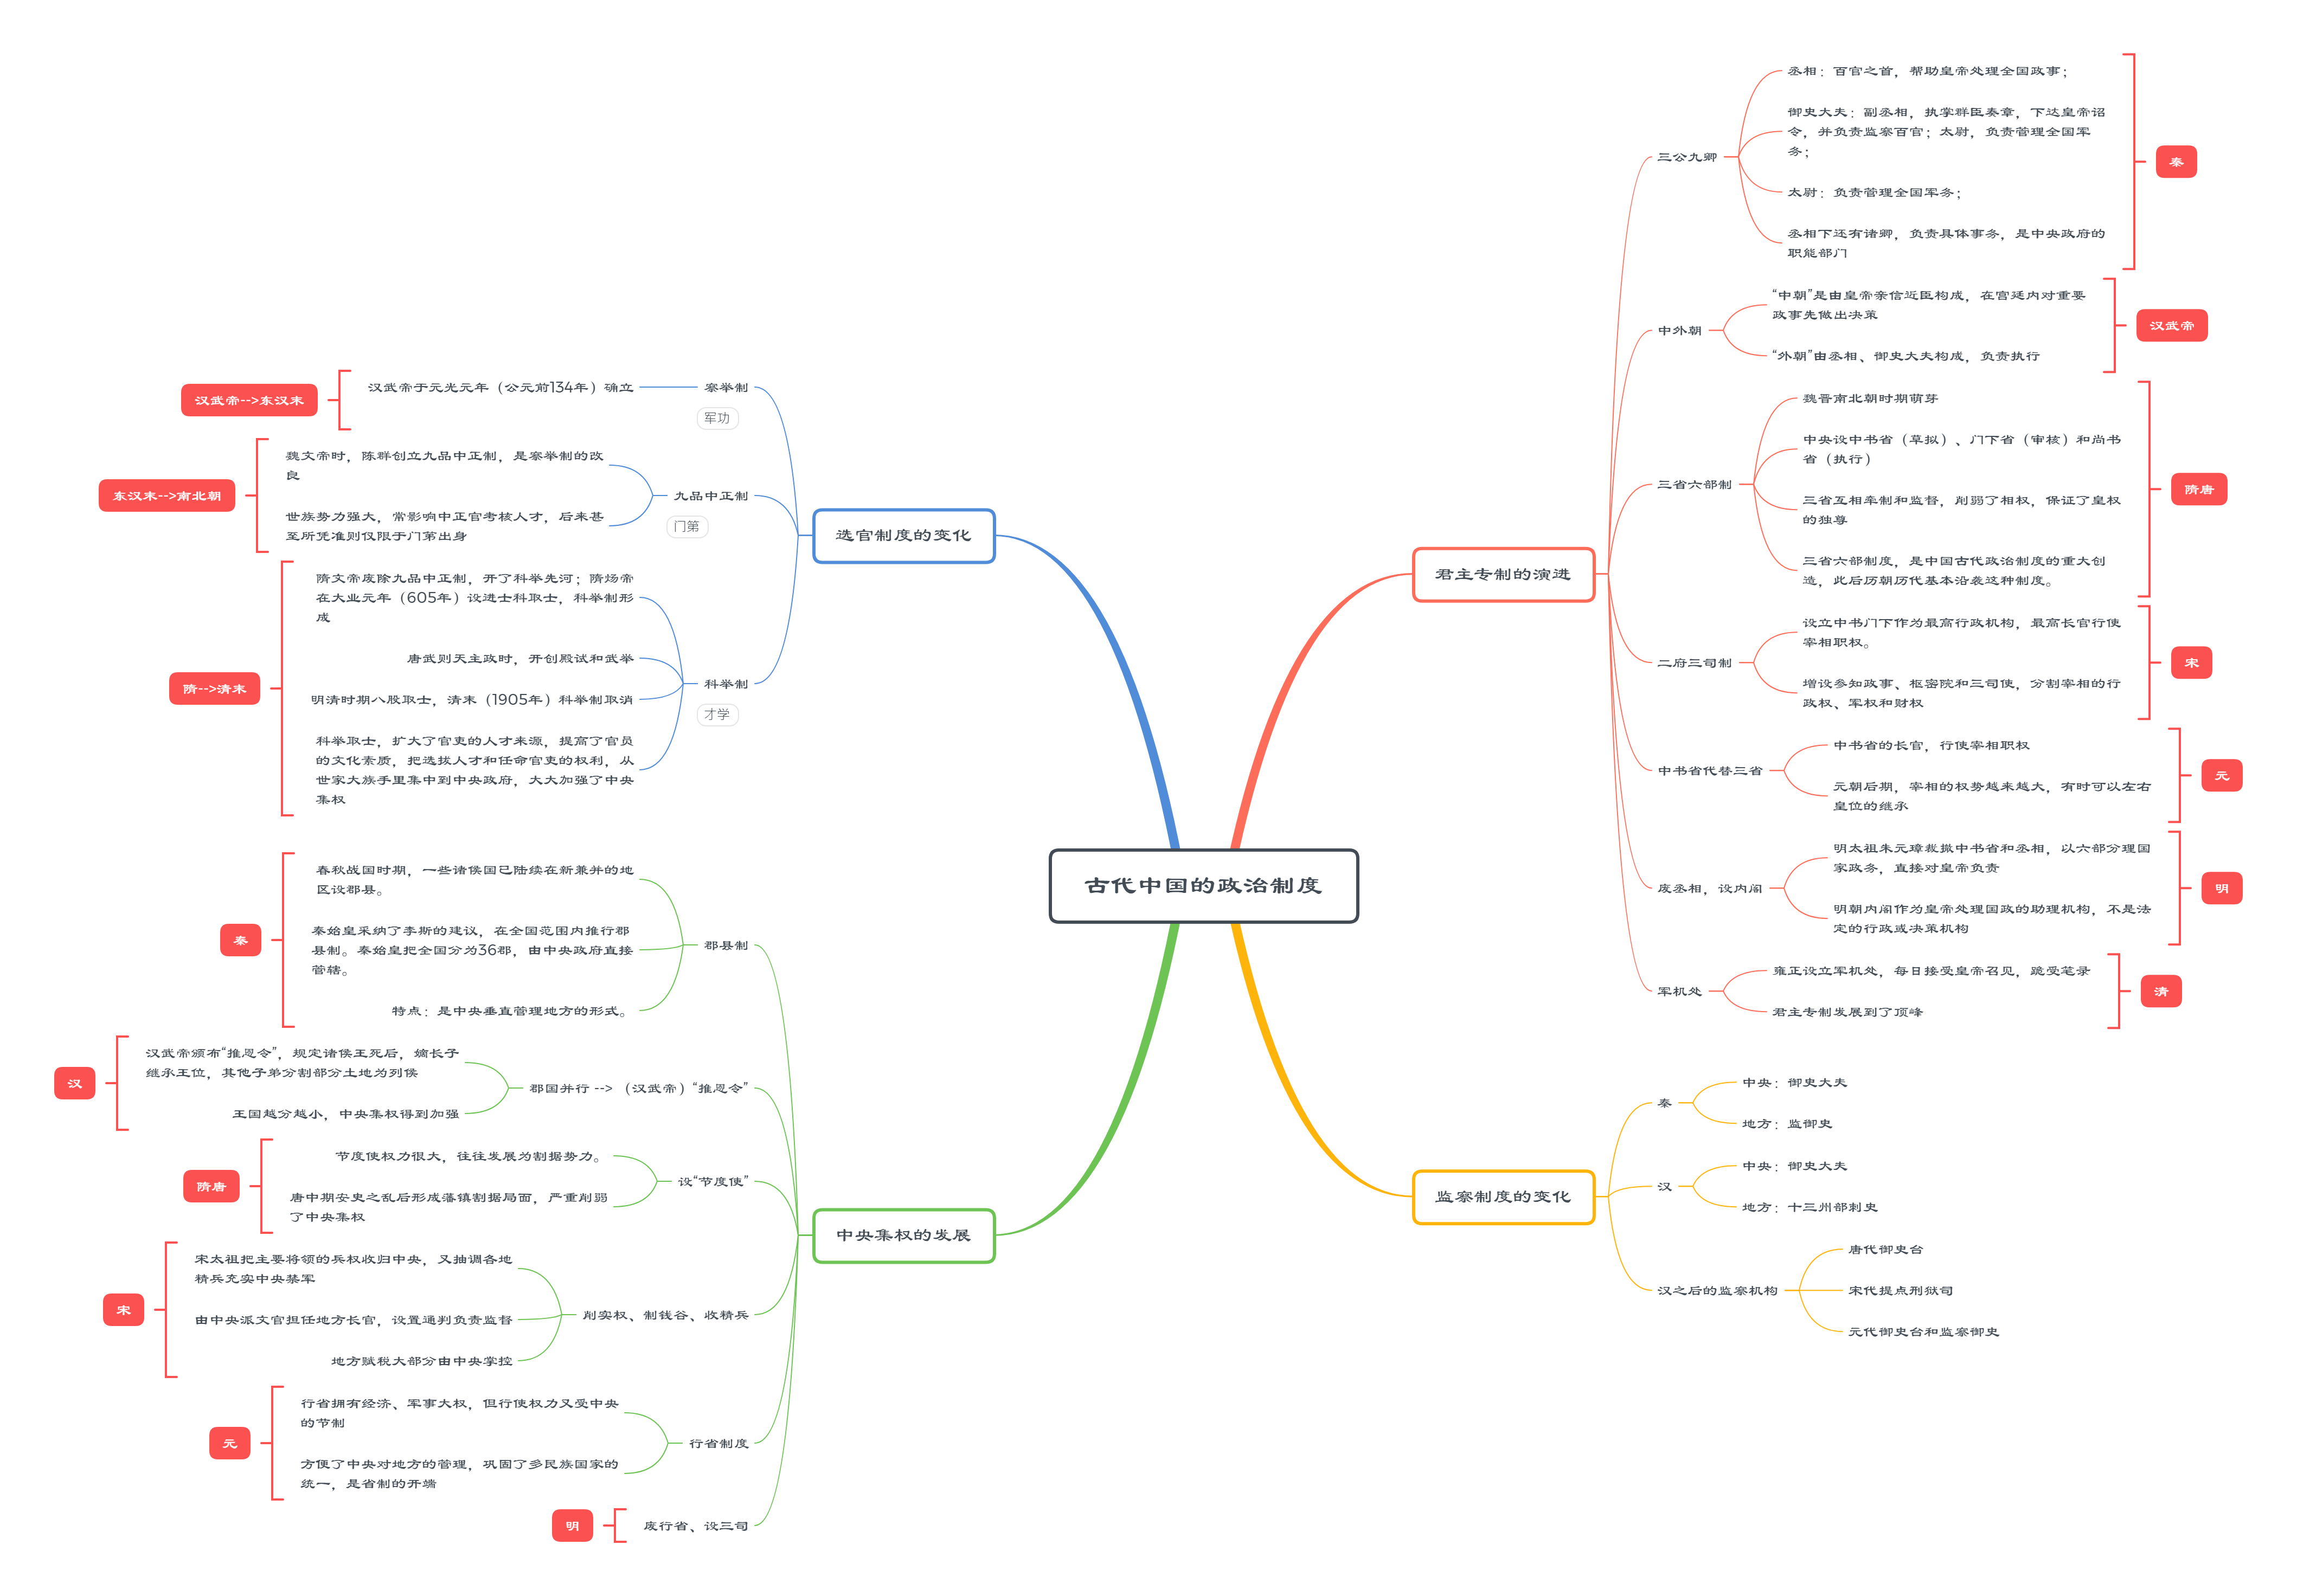 古代中国的政治制度
君主专制的演进
三公九卿
丞相：百官之首，帮助皇帝处理全国政事；
御史大夫：副丞相，执掌群臣奏章，下达皇帝诏
令，并负责监察百官；太尉，负责管理全国军
务；
太尉：负责管理全国军务；
丞相下还有诸卿，负责具体事务，是中央政府的
职能部门
秦
中外朝
“中朝”是由皇帝亲信近臣构成，在宫廷内对重要
政事先做出决策
“外朝”由丞相、御史大夫构成，负责执行
汉武帝
三省六部制
魏晋南北朝时期萌芽
中央设中书省（草拟）、门下省（审核）和尚书
省（执行）
三省互相牵制和监督，削弱了相权，保证了皇权
的独尊
三省六部制度，是中国古代政治制度的重大创
造，此后历朝历代基本沿袭这种制度。
隋唐
二府三司制
设立中书门下作为最高行政机构，最高长官行使
宰相职权。
增设参知政事、枢密院和三司使，分割宰相的行
政权、军权和财权
宋
中书省代替三省
中书省的长官，行使宰相职权
元朝后期，宰相的权势越来越大，有时可以左右
皇位的继承
元
废丞相，设内阁
明太祖朱元璋裁撤中书省和丞相，以六部分理国
家政务，直接对皇帝负责
明朝内阁作为皇帝处理国政的助理机构，不是法
定的行政或决策机构
明
军机处
雍正设立军机处，每日接受皇帝召见，跪受笔录
君主专制发展到了顶峰
清
监察制度的变化
秦
中央：御史大夫
地方：监御史
汉
中央：御史大夫
地方：十三州部刺史
汉之后的监察机构
唐代御史台
宋代提点刑狱司
元代御史台和监察御史
选官制度的变化
察举制
军功
汉武帝于元光元年（公元前134年）确立
汉武帝-->东汉末
九品中正制
门第
魏文帝时，陈群创立九品中正制，是察举制的改
良
世族势力强大，常影响中正官考核人才，后来甚
至所凭准则仅限于门第出身
东汉末-->南北朝
科举制
才学
隋文帝废除九品中正制，开了科举先河；隋炀帝
在大业元年（605年）设进士科取士，科举制形
成
唐武则天主政时，开创殿试和武举
明清时期八股取士，清末（1905年）科举制取消
科举取士，扩大了官吏的人才来源，提高了官员
的文化素质，把选拔人才和任命官吏的权利，从
世家大族手里集中到中央政府，大大加强了中央
集权
隋-->清末
中央集权的发展
郡县制
春秋战国时期，一些诸侯国已陆续在新兼并的地
区设郡县。
秦始皇采纳了李斯的建议，在全国范围内推行郡
县制。秦始皇把全国分为36郡，由中央政府直接
管辖。
特点：是中央垂直管理地方的形式。
秦
郡国并行 -->（汉武帝）“推恩令”
汉武帝颁布“推恩令”，规定诸侯王死后，嫡长子
继承王位，其他子弟分割部分土地为列侯
王国越分越小，中央集权得到加强
汉
设“节度使”
节度使权力很大，往往发展为割据势力。
唐中期安史之乱后形成藩镇割据局面，严重削弱
了中央集权
隋唐
削实权、制钱谷、收精兵
宋太祖把主要将领的兵权收归中央，又抽调各地
精兵充实中央禁军
由中央派文官担任地方长官，设置通判负责监督
地方赋税大部分由中央掌控
宋
行省制度
行省拥有经济、军事大权，但行使权力又受中央
的节制
方便了中央对地方的管理，巩固了多民族国家的
统一，是省制的开端
元
废行省、设三司
明